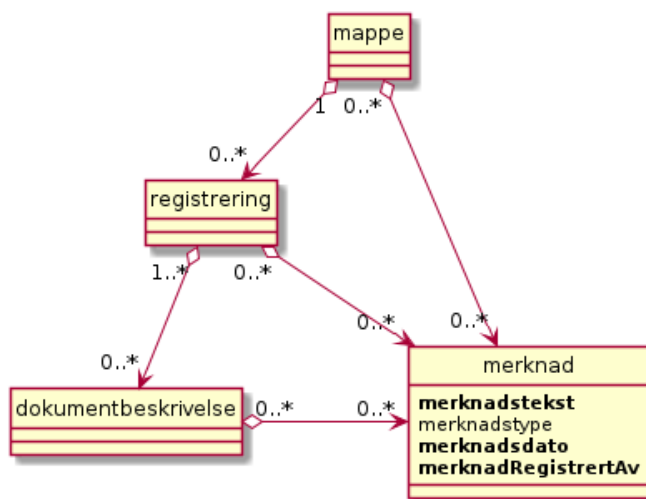 mappe
1 0..*
0..*
registrering
1..* 0..*
0..* 0..*
0..*
merknad
dokumentbeskrivelse
0..* 0..*
merknadstekst
merknadstype
merknadsdato
merknadRegistrertAv